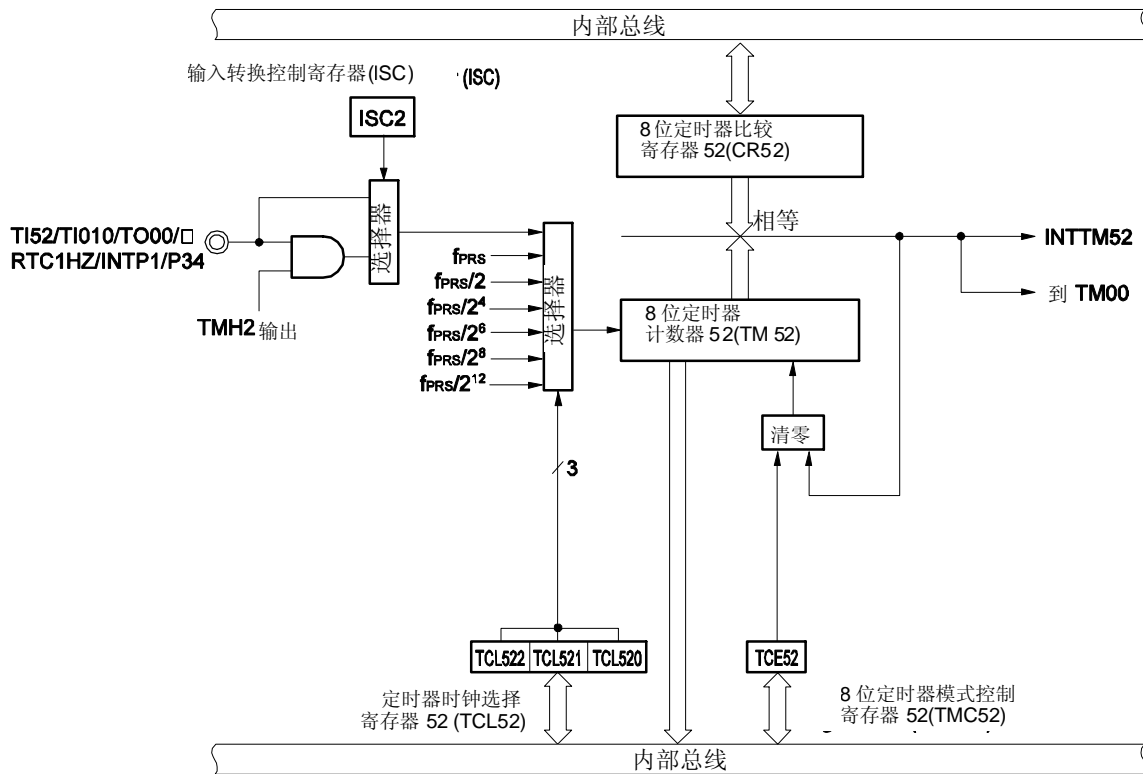 内部总线
输入转换控制寄存器(ISC)
(ISC)
ISC2
8 位定时器比较
寄存器 52(CR52)
选择器
相等
TI52/TI010/TO00/□
RTC1HZ/INTP1/P34
INTTM52
到 TM00
TMH2 输出
fPRS
fPRS/2
fPRS/2⁴
fPRS/2⁶
fPRS/2⁸
fPRS/2¹²
选择器
8 位定时器
计数器 52(TM 52)
清零
3
TCL522 TCL521 TCL520
TCE52
定时器时钟选择
寄存器 52 (TCL52)
8 位定时器模式控制
寄存器 52(TMC52)
内部总线